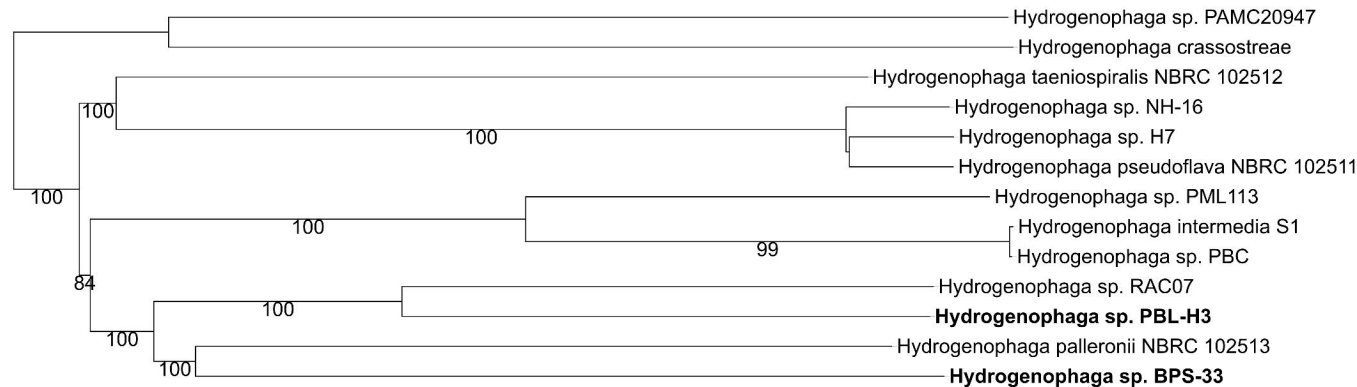 Hydrogenophaga sp. PAMC20947
Hydrogenophaga crassostreae
Hydrogenophaga taeniospiralis NBRC 102512
100
Hydrogenophaga sp. NH-16
100
Hydrogenophaga sp. H7
Hydrogenophaga pseudoflava NBRC 102511
100
Hydrogenophaga sp. PML113
100
Hydrogenophaga intermedia S1
99
Hydrogenophaga sp. PBC
84
Hydrogenophaga sp. RAC07
100
Hydrogenophaga sp. PBL-H3
100
Hydrogenophaga palleronii NBRC 102513
100
Hydrogenophaga sp. BPS-33